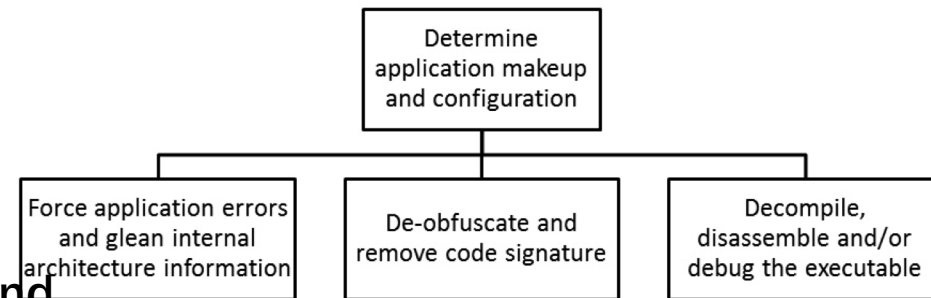 Determine
application makeup
and configuration
Force application errors
and glean internal
architecture information
De-obfuscate and
remove code signature
Decompile,
disassemble and/or
debug the executable
nd